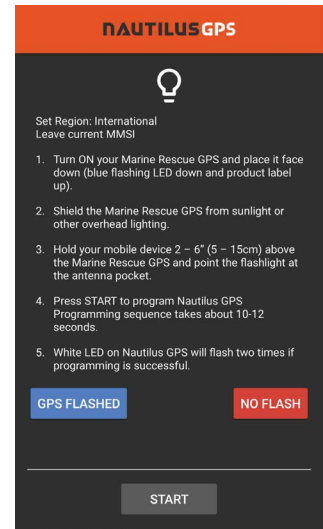 NAUTILUSGPS
Set Region: International
Leave current MMSI
1. Turn ON your Marine Rescue GPS and place it face
down (blue flashing LED down and product label
up).
2. Shield the Marine Rescue GPS from sunlight or
other overhead lighting.
3. Hold your mobile device 2 – 6” (5 – 15cm) above
the Marine Rescue GPS and point the flashlight at
the antenna pocket.
4. Press START to program Nautilus GPS
Programming sequence takes about 10-12
seconds.
5. White LED on Nautilus GPS will flash two times if
programming is successful.
GPS FLASHED NO FLASH
START